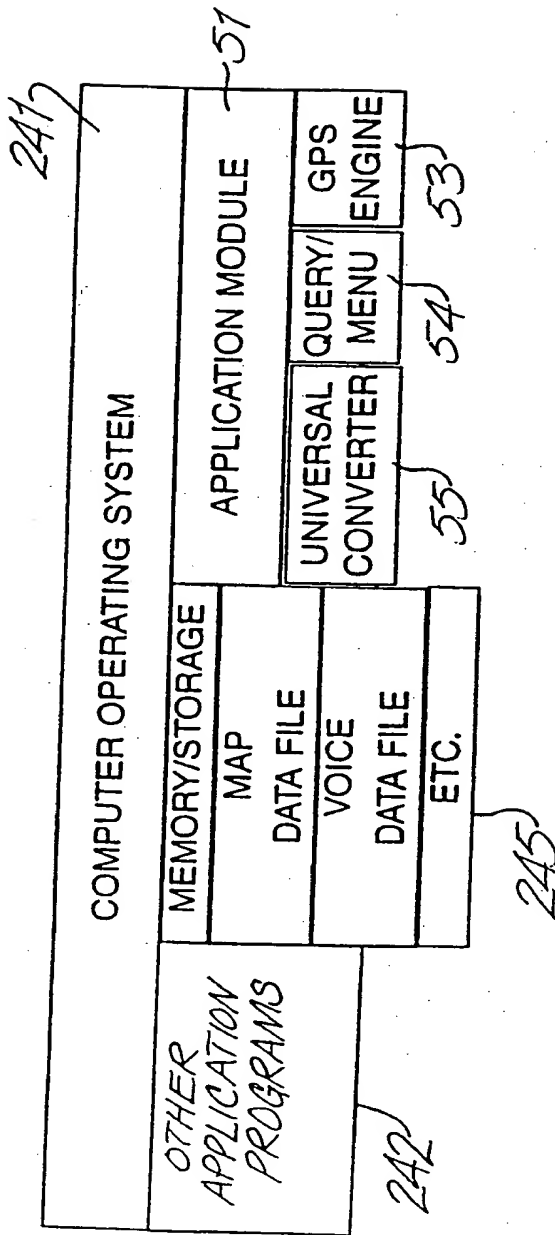 COMPUTER OPERATING SYSTEM
241
OTHER
APPLICATION
PROGRAMS
242
MEMORY/STORAGE
MAP
DATA FILE
VOICE
DATA FILE
ETC.
245
APPLICATION MODULE
51
UNIVERSAL
CONVERTER
55
QUERY/
MENU
54
GPS
ENGINE
53